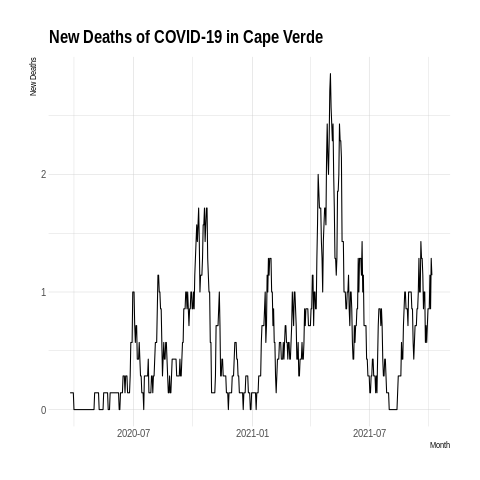 New Deaths of COVID-19 in Cape Verde
New Deaths
2
1
0
2020-07
2021-01
2021-07
Month